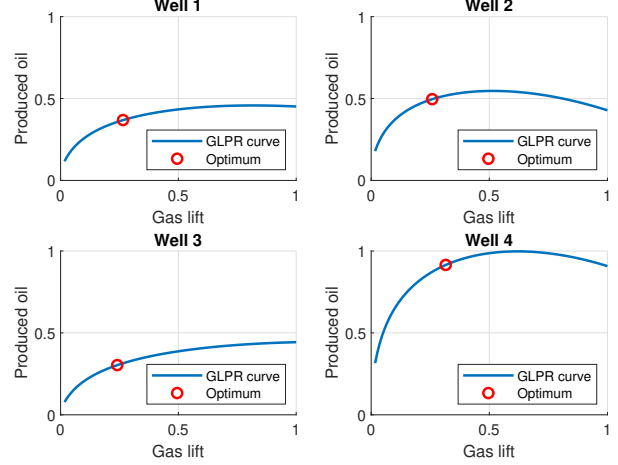 Well 1
Produced oil
1
0.5
0
0
0.5
1
Gas lift
GLPR curve
Optimum
Well 2
Produced oil
1
0.5
0
0
0.5
1
Gas lift
GLPR curve
Optimum
Well 3
Produced oil
1
0.5
0
0
0.5
1
Gas lift
GLPR curve
Optimum
Well 4
Produced oil
1
0.5
0
0
0.5
1
Gas lift
GLPR curve
Optimum